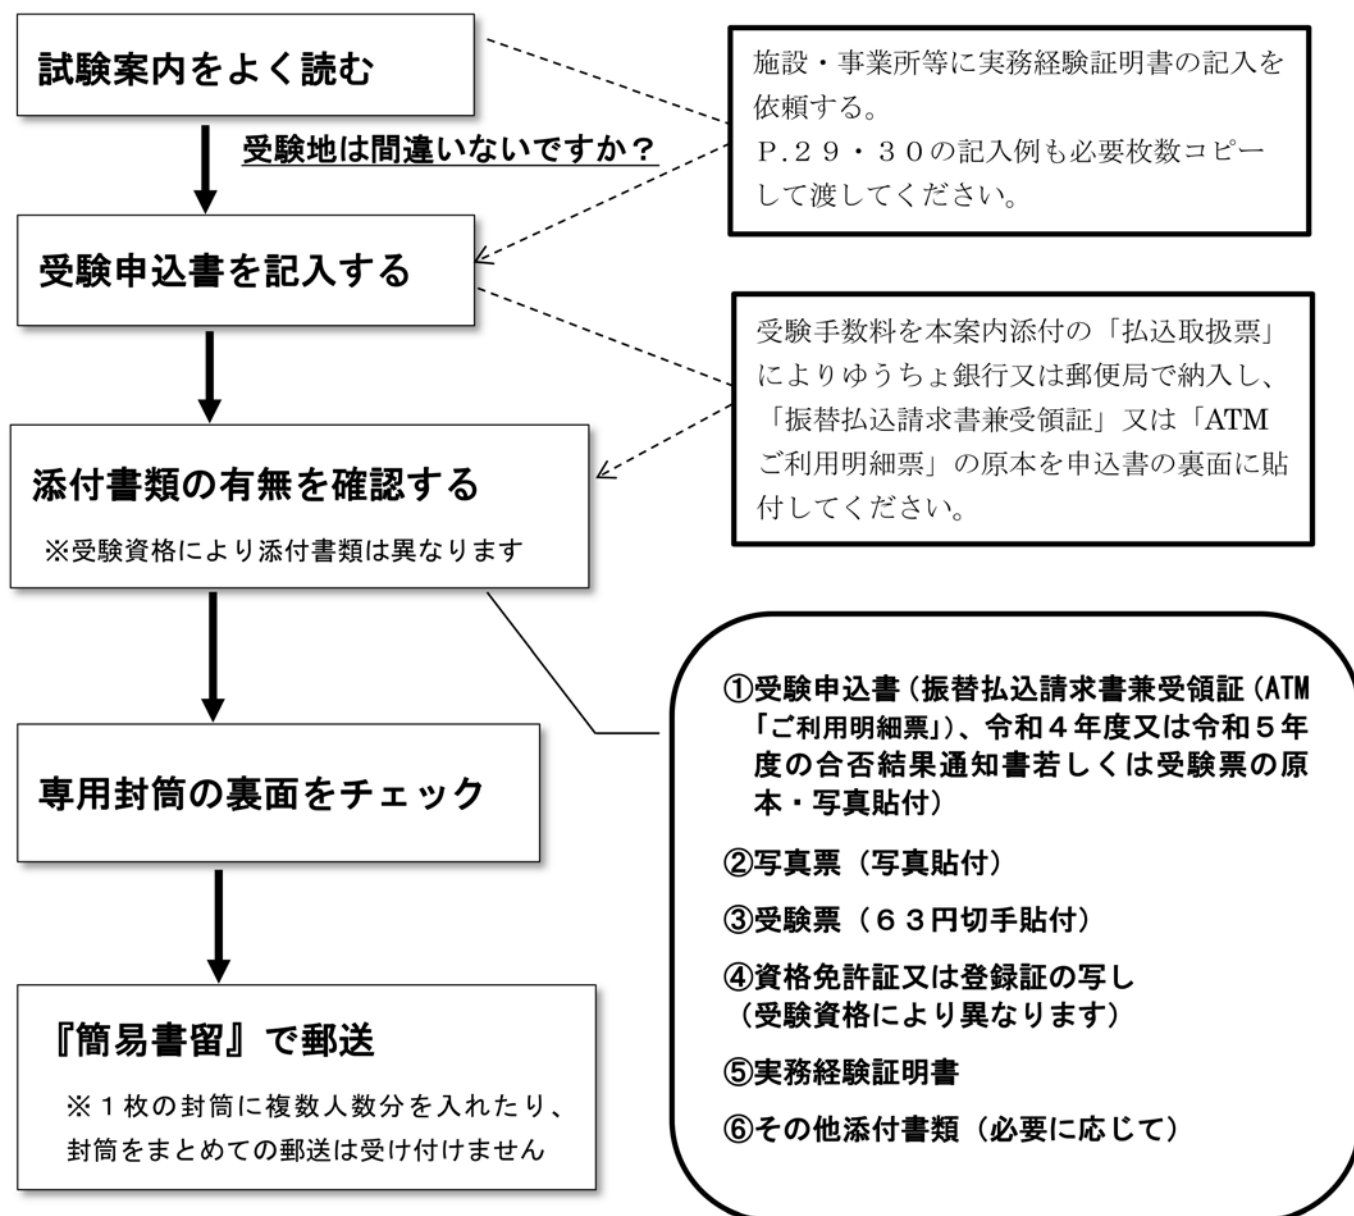 試験案内をよく読む
施設・事業所等に実務経験証明書の記入を
依頼する。
P.29・30の記入例も必要枚数コピー
して渡してください。
受験地は間違いないですか?
受験申込書を記入する
受験手数料を本案内添付の「払込取扱票」
によりゆうちょ銀行又は郵便局で納入し、
「振替払込請求書兼受領証」又は「ATM
ご利用明細票」の原本を申込書の裏面に貼
付してください。
添付書類の有無を確認する
※受験資格により添付書類は異なります
専用封筒の裏面をチェック
『簡易書留』で郵送
※1枚の封筒に複数人数分を入れたり、
封筒をまとめての郵送は受け付けません
①受験申込書(振替払込請求書兼受領証(ATM
「ご利用明細票」)、令和4年度又は令和5年
度の合否結果通知書若しくは受験票の原
本・写真貼付)
②写真票(写真貼付)
③受験票(63円切手貼付)
④資格免許証又は登録証の写し
(受験資格により異なります)
⑤実務経験証明書
⑥その他添付書類(必要に応じて)